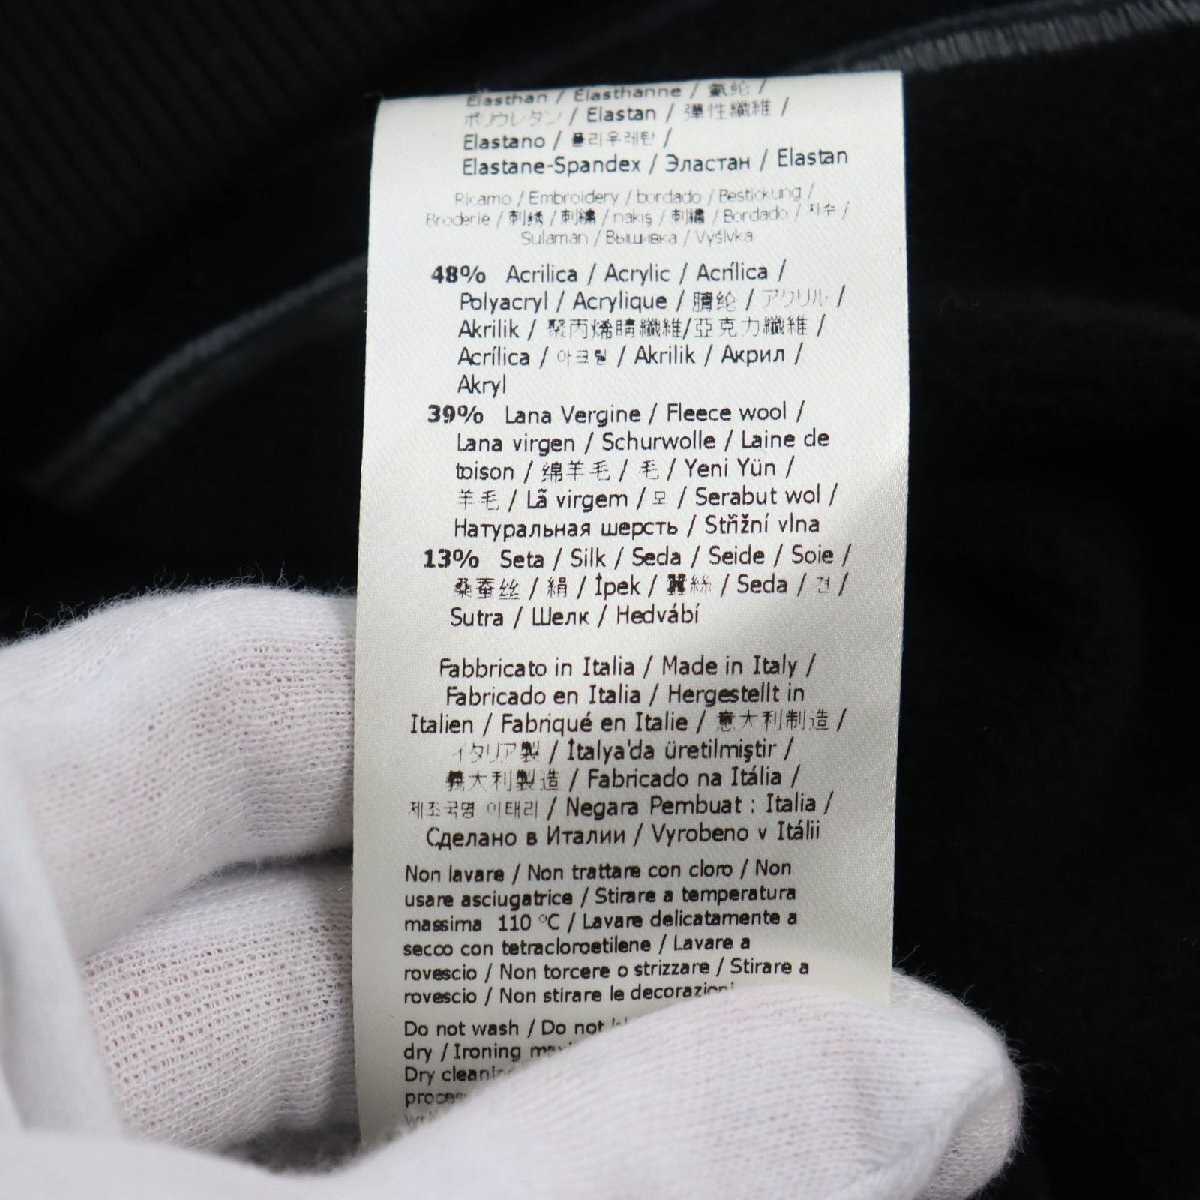 Elasthan / Elasthanne / 氨纶 /
ポリウレタン / Elastan / 彈性纖維 /
Elastano / 폴리우레탄 /
Elastane-Spandex / Эластан / Elastan
Ricamo / Embroidery / bordado / Bestickung /
Broderie / 刺绣 / 刺繍 / nakış / 刺繡 / Bordado / 자수 /
Sulaman / Вышивка / Výšivka
48% Acrilica / Acrylic / Acrílica /
Polyacryl / Acrylique / 腈纶 / アクリル /
Akrilik / 聚丙烯腈纖維/亞克力纖維 /
Acrílica / 아크릴 / Akrilik / Акрил /
Akryl
39% Lana Vergine / Fleece wool /
Lana virgen / Schurwolle / Laine de
toison / 绵羊毛 / 毛 / Yeni Yün /
羊毛 / Lã virgem / 모 / Serabut wol /
Натуральная шерсть / Střižní vlna
13% Seta / Silk / Seda / Seide / Soie /
桑蚕丝 / 絹 / İpek / 蠶絲 / Seda / 견 /
Sutra / Шелк / Hedvábí
Fabbricato in Italia / Made in Italy /
Fabricado en Italia / Hergestellt in
Italien / Fabriqué en Italie / 意大利制造 /
イタリア製 / İtalya'da üretilmiştir /
義大利製造 / Fabricado na Itália /
제조국명 이태리 / Negara Pembuat : Italia /
Сделано в Италии / Vyrobeno v Itálii
Non lavare / Non trattare con cloro / Non
usare asciugatrice / Stirare a temperatura
massima 110 °C / Lavare delicatamente a
secco con tetracloroetilene / Lavare a
rovescio / Non torcere o strizzare / Stirare a
rovescio / Non stirare le decorazioni
Do not wash / Do not
dry / Ironing
Dry